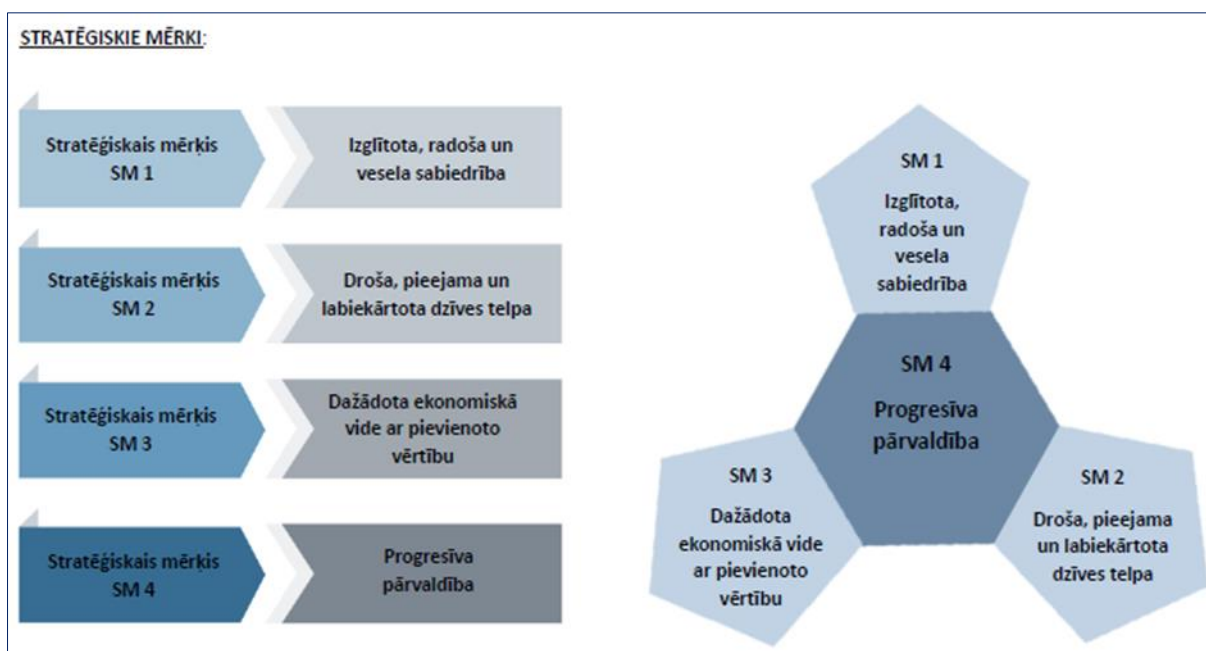 STRATĒGISKIE MĒRKI:
Stratēģiskais mērķis
SM 1
Izglītota, radoša un
vesela sabiedrība
Stratēģiskais mērķis
SM 2
Droša, pieejama un
labiekārtota dzīves telpa
Stratēģiskais mērķis
SM 3
Dažādota ekonomiskā
vide ar pievienoto
vērtību
Stratēģiskais mērķis
SM 4
Progresīva
pārvaldība
SM 1
Izglītota,
radoša un
vesela
sabiedrība
SM 4
Progresīva
pārvaldība
SM 3
Dažādota
ekonomiskā vide
ar pievienoto
vērtību
SM 2
Droša, pieejama
un labiekārtota
dzīves telpa